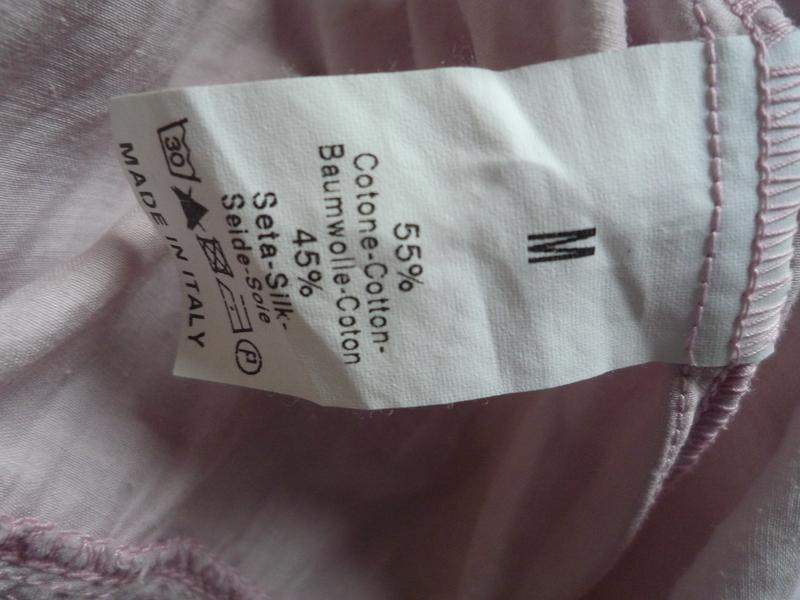 M
55%
Cotone-Cotton-
Baumwolle-Coton
45%
Seta-Silk-
Seide-Soie
30 P
MADE IN ITALY